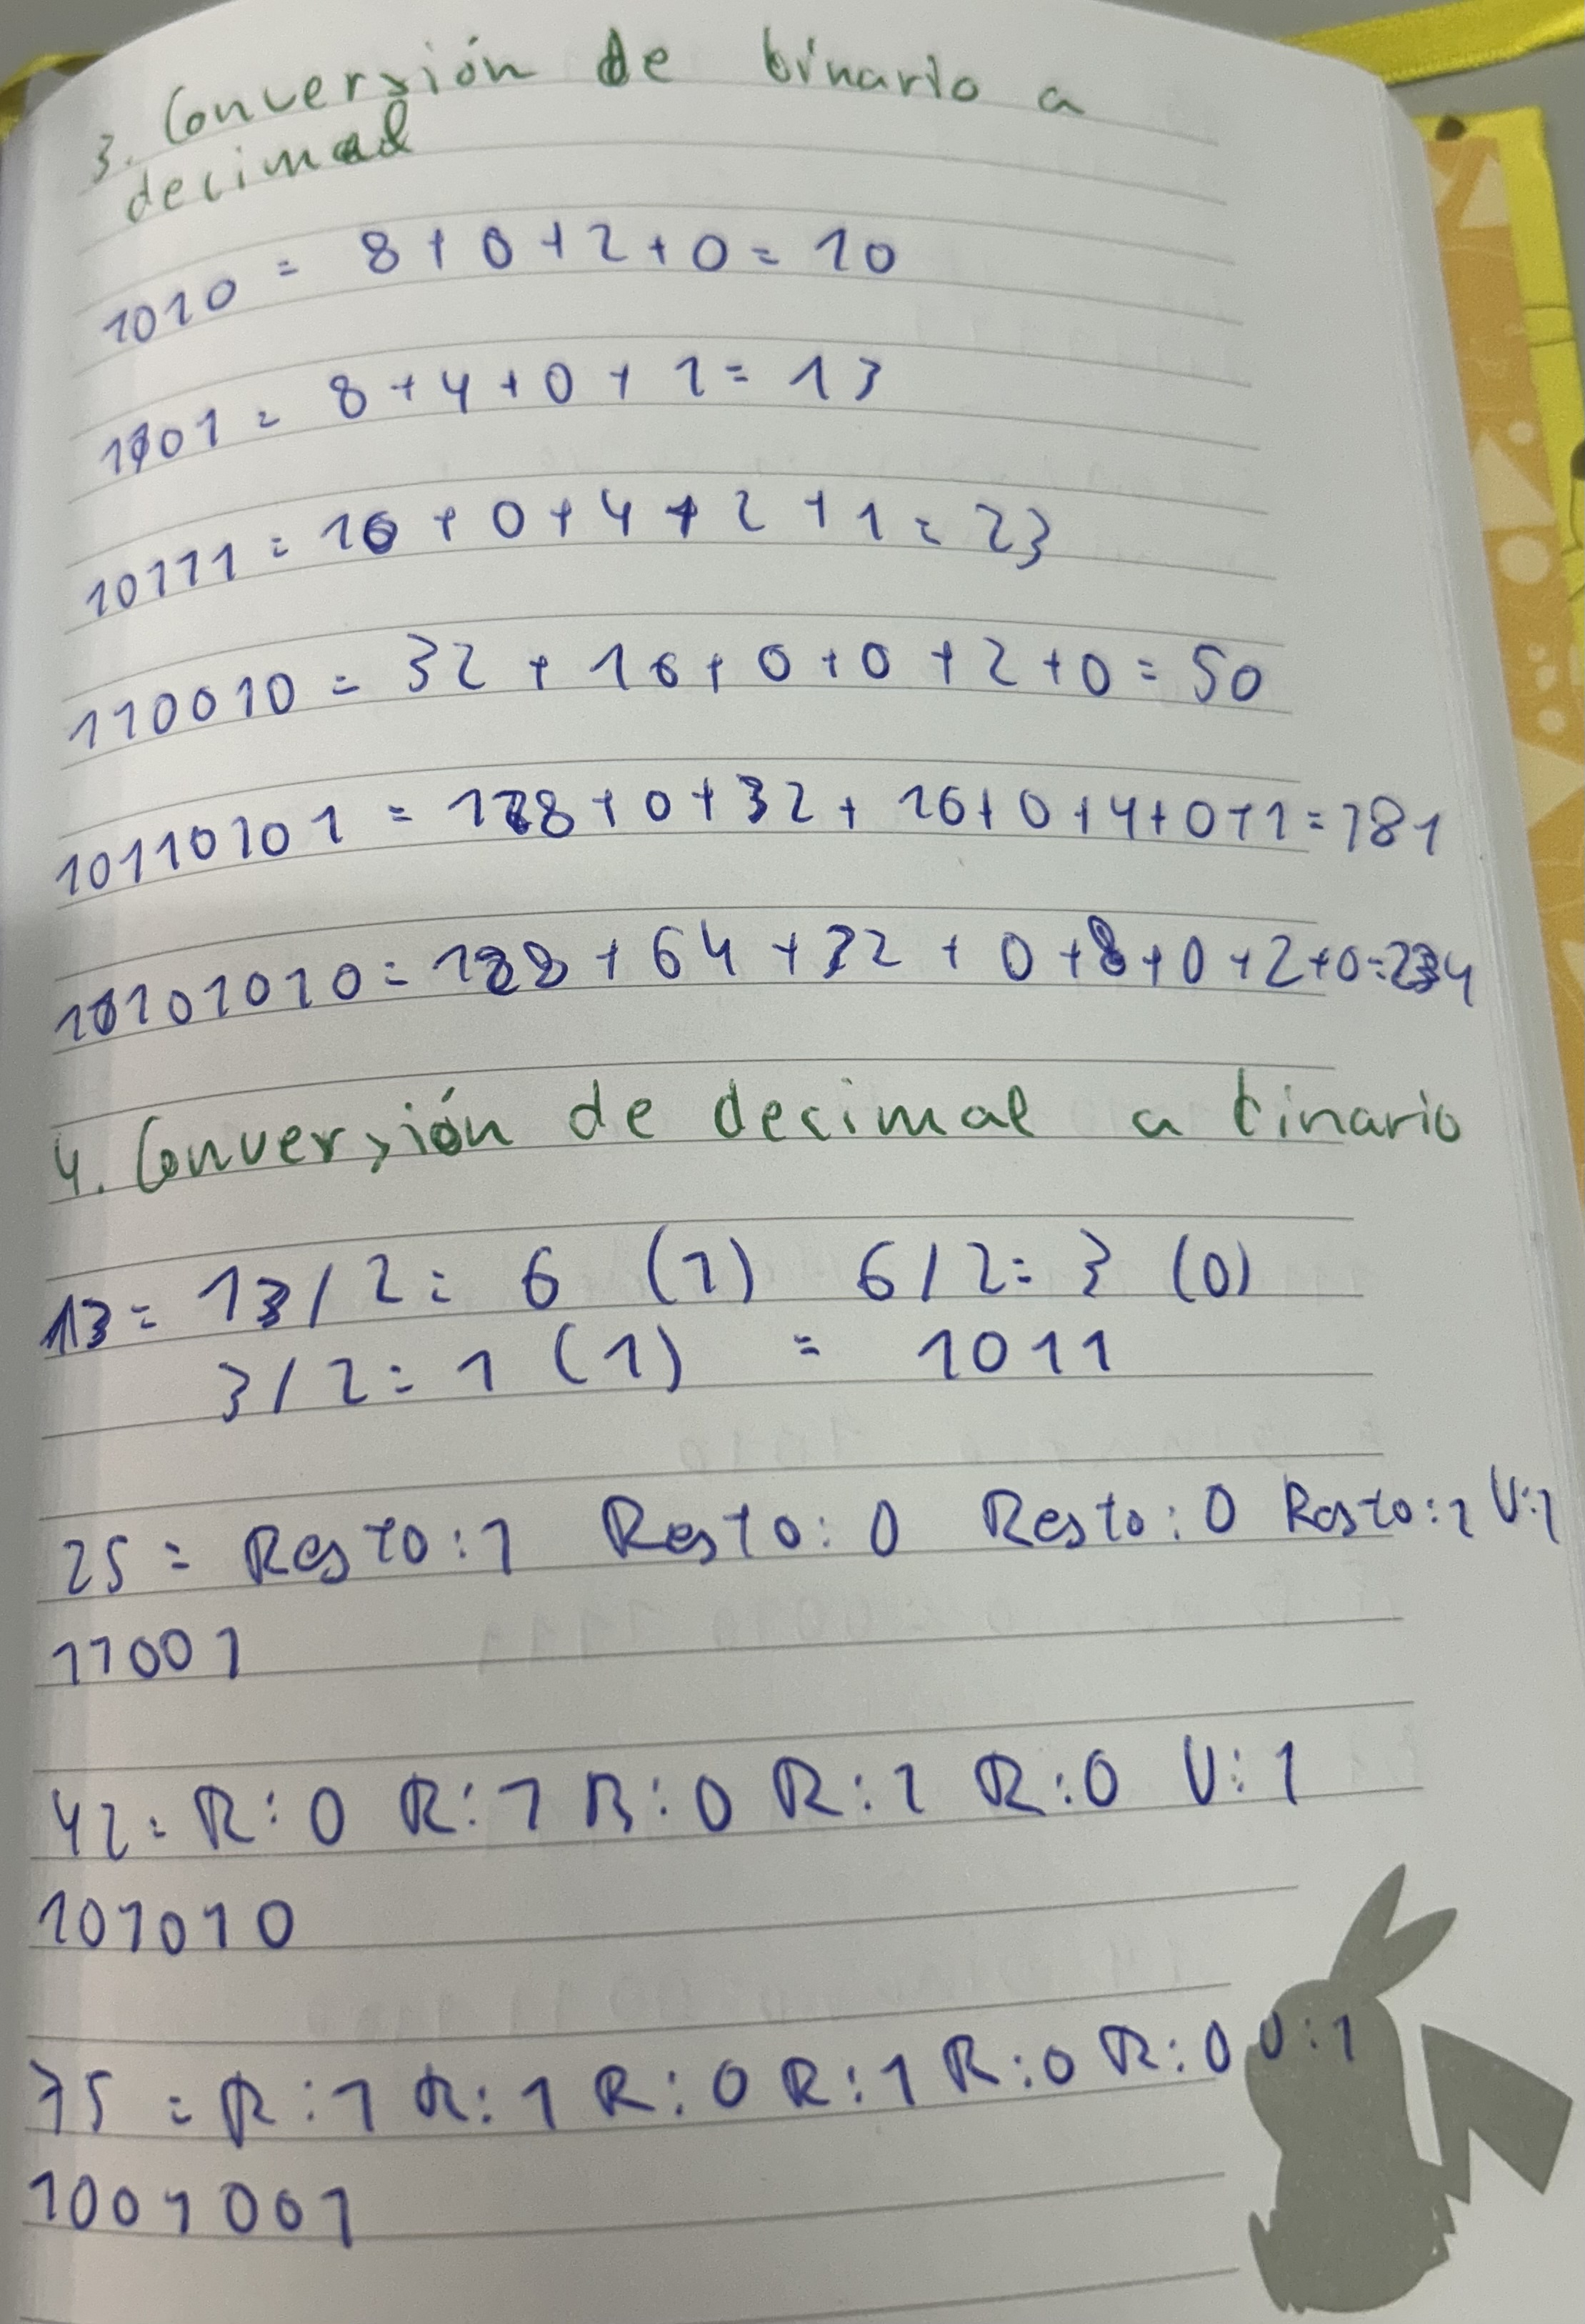 3. Conversión de binario a
decimal
1010 = 8 + 0 + 2 + 0 = 10
1101 = 8 + 4 + 0 + 1 = 13
10111 = 16 + 0 + 4 + 2 + 1 = 23
110010 = 32 + 16 + 0 + 0 + 2 + 0 = 50
10110101 = 128 + 0 + 32 + 16 + 0 + 4 + 0 + 1 = 181
11101010 = 128 + 64 + 32 + 0 + 8 + 0 + 2 + 0 = 234
4. Conversión de decimal a binario
13 = 13 / 2 = 6 (1) 6 / 2 = 3 (0)
3 / 2 = 1 (1) = 1011
25 = Resto: 1 Resto: 0 Resto: 0 Resto: 1 U: 1
11001
42 = R: 0 R: 1 R: 0 R: 1 R: 0 U: 1
101010
75 = R: 1 R: 1 R: 0 R: 1 R: 0 R: 0 U: 1
1001001